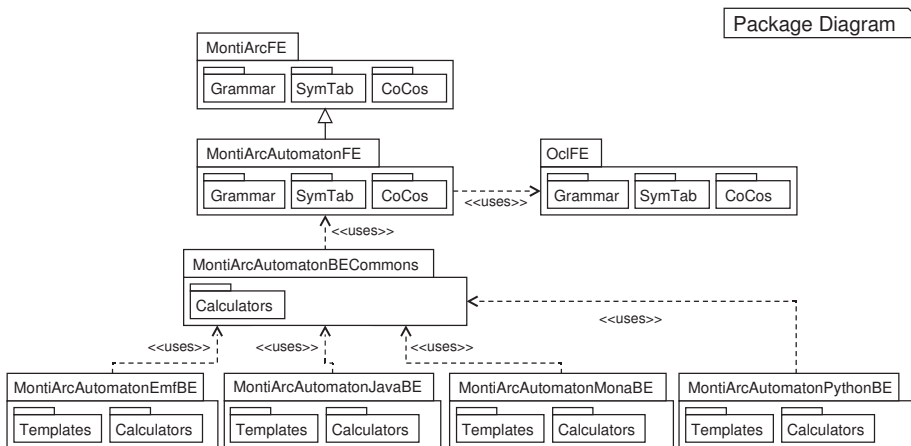 Package Diagram
MontiArcFE
Grammar SymTab CoCos
MontiArcAutomatonFE OclFE
Grammar SymTab CoCos <<uses>> Grammar SymTab CoCos
<<uses>>
MontiArcAutomatonBECommons
Calculators
<<uses>> <<uses>> <<uses>> <<uses>>
MontiArcAutomatonEmfBE MontiArcAutomatonJavaBE MontiArcAutomatonMonaBE MontiArcAutomatonPythonBE
Templates Calculators Templates Calculators Templates Calculators Templates Calculators